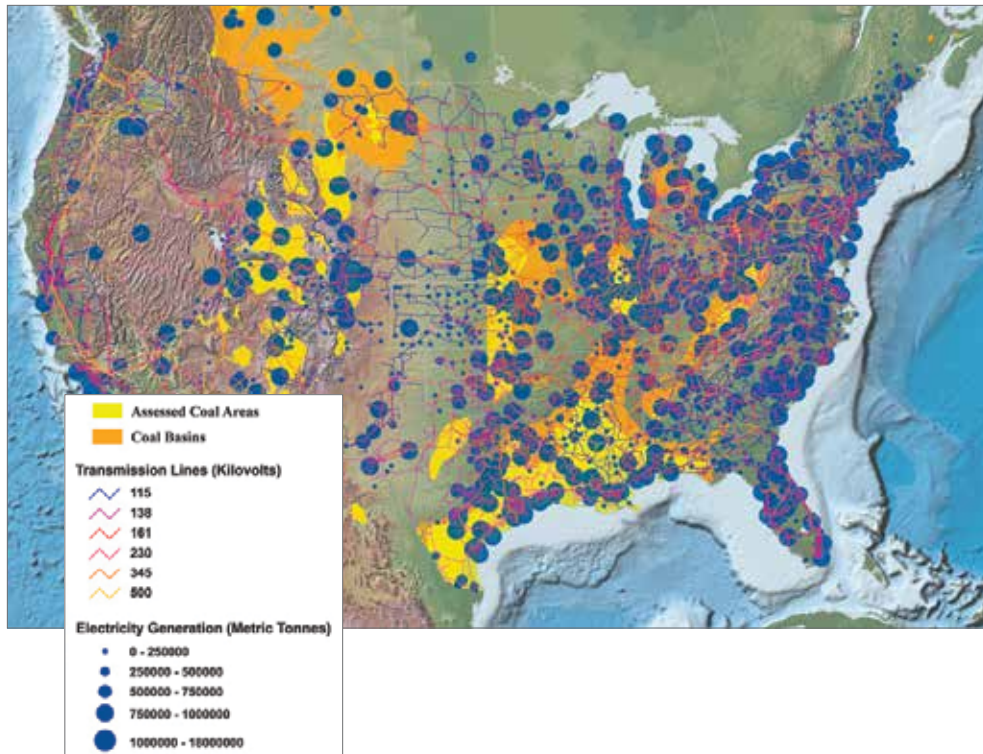 Assessed Coal Areas
Coal Basins
Transmission Lines (Kilovolts)
115
138
161
230
345
500
Electricity Generation (Metric Tonnes)
0 - 250000
250000 - 500000
500000 - 750000
750000 - 1000000
1000000 - 18000000